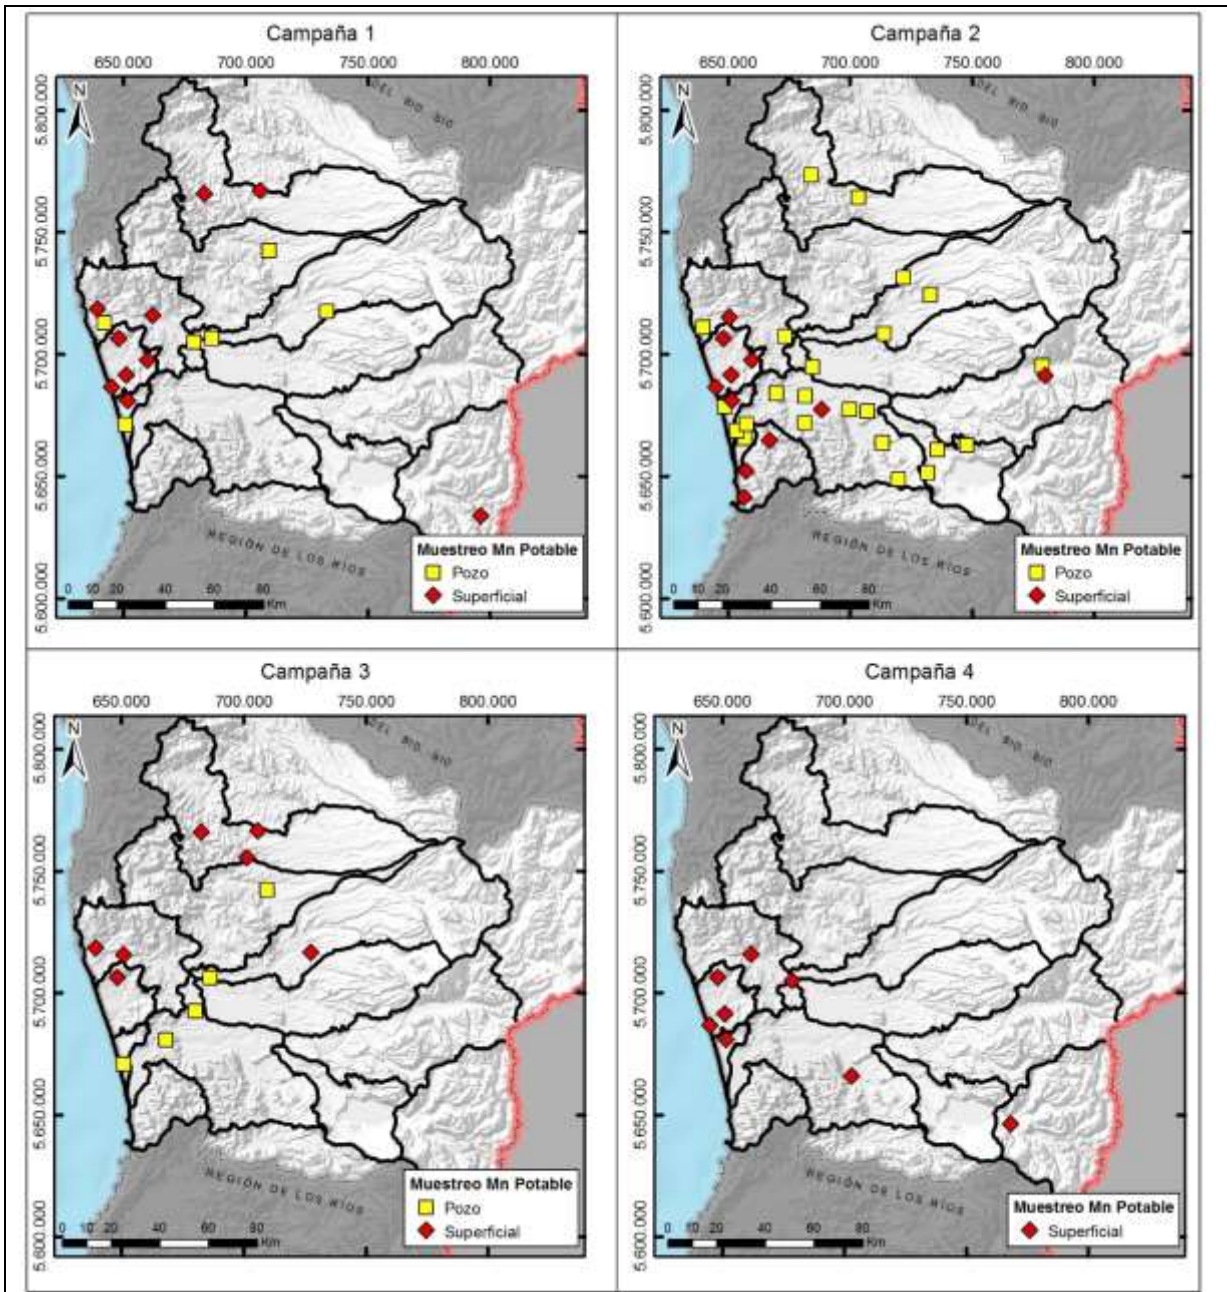 Campaña 1
650.000 700.000 750.000 800.000
N
5.800.000
5.750.000
5.700.000
5.650.000
5.600.000
DEL BIO BIO
REGIÓN DE LOS RÍOS
Muestreo Mn Potable
Pozo
Superficial
0 10 20 40 60 80
Km
Campaña 2
650.000 700.000 750.000 800.000
N
5.800.000
5.750.000
5.700.000
5.650.000
5.600.000
DEL BIO BIO
REGIÓN DE LOS RÍOS
Muestreo Mn Potable
Pozo
Superficial
0 10 20 40 60 80
Km
Campaña 3
650.000 700.000 750.000 800.000
N
5.800.000
5.750.000
5.700.000
5.650.000
5.600.000
DEL BIO BIO
REGIÓN DE LOS RÍOS
Muestreo Mn Potable
Pozo
Superficial
0 10 20 40 60 80
Km
Campaña 4
650.000 700.000 750.000 800.000
N
5.800.000
5.750.000
5.700.000
5.650.000
5.600.000
DEL BIO BIO
REGIÓN DE LOS RÍOS
Muestreo Mn Potable
Superficial
0 10 20 40 60 80
Km